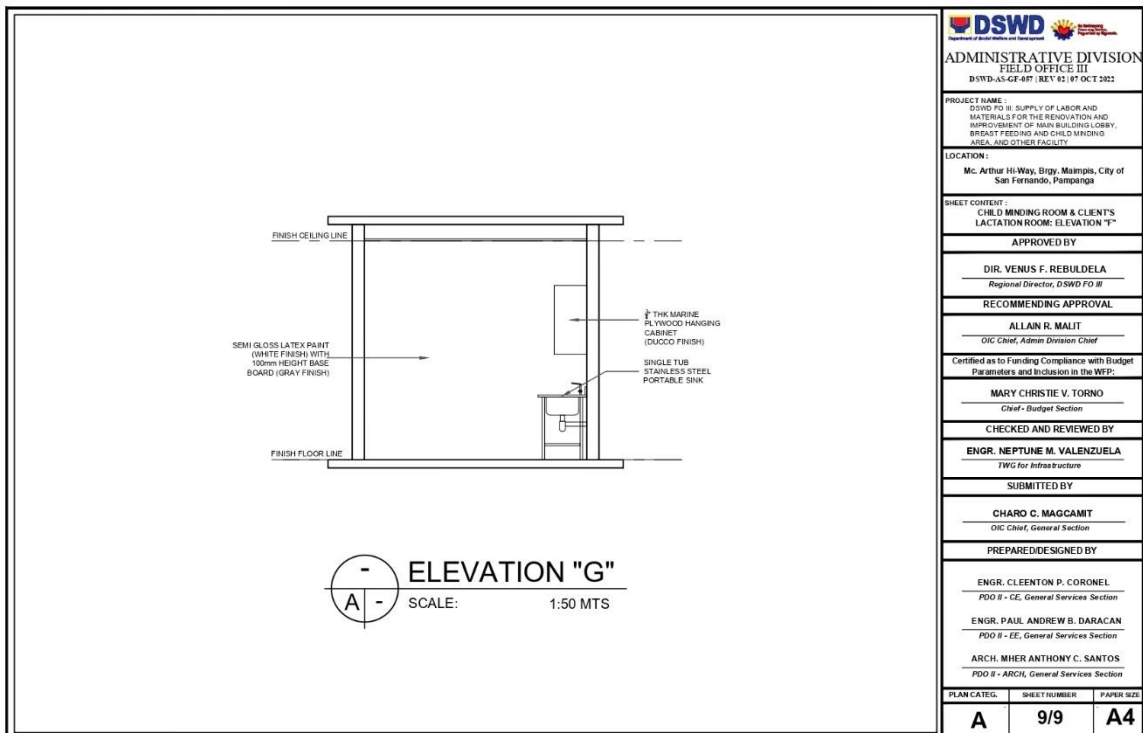 FINISH CEILING LINE
SEMI GLOSS LATEX PAINT
(WHITE FINISH) WITH
100mm HEIGHT BASE
BOARD (GRAY FINISH)
THK MARINE
PLYWOOD HANGING
CABINET
(DUCCO FINISH)
SINGLE TUB
STAINLESS STEEL
PORTABLE SINK
FINISH FLOOR LINE
-
A -
ELEVATION "G"
SCALE: 1:50 MTS
DSWD
Department of Social Welfare and Development
ADMINISTRATIVE DIVISION
FIELD OFFICE III
DSWD-AS-GF-057 | REV 02 | 07 OCT 2022
PROJECT NAME :
DSWD FO III: SUPPLY OF LABOR AND
MATERIALS FOR THE RENOVATION AND
IMPROVEMENT OF MAIN BUILDING LOBBY,
BREAST FEEDING AND CHILD MINDING
AREA, AND OTHER FACILITY
LOCATION :
Mc. Arthur Hi-Way, Brgy. Maimpis, City of
San Fernando, Pampanga
SHEET CONTENT :
CHILD MINDING ROOM & CLIENT'S
LACTATION ROOM: ELEVATION "F"
APPROVED BY
DIR. VENUS F. REBULDELA
Regional Director, DSWD FO III
RECOMMENDING APPROVAL
ALLAIN R. MALIT
OIC Chief, Admin Division Chief
Certified as to Funding Compliance with Budget
Parameters and Inclusion in the WFP:
MARY CHRISTIE V. TORNO
Chief - Budget Section
CHECKED AND REVIEWED BY
ENGR. NEPTUNE M. VALENZUELA
TWG for Infrastructure
SUBMITTED BY
CHARO C. MAGCAMIT
OIC Chief, General Section
PREPARED/DESIGNED BY
ENGR. CLEENTON P. CORONEL
PDO II - CE, General Services Section
ENGR. PAUL ANDREW B. DARACAN
PDO II - EE, General Services Section
ARCH. MHER ANTHONY C. SANTOS
PDO II - ARCH, General Services Section
PLAN CATEG. SHEET NUMBER PAPER SIZE
A 9/9 A4